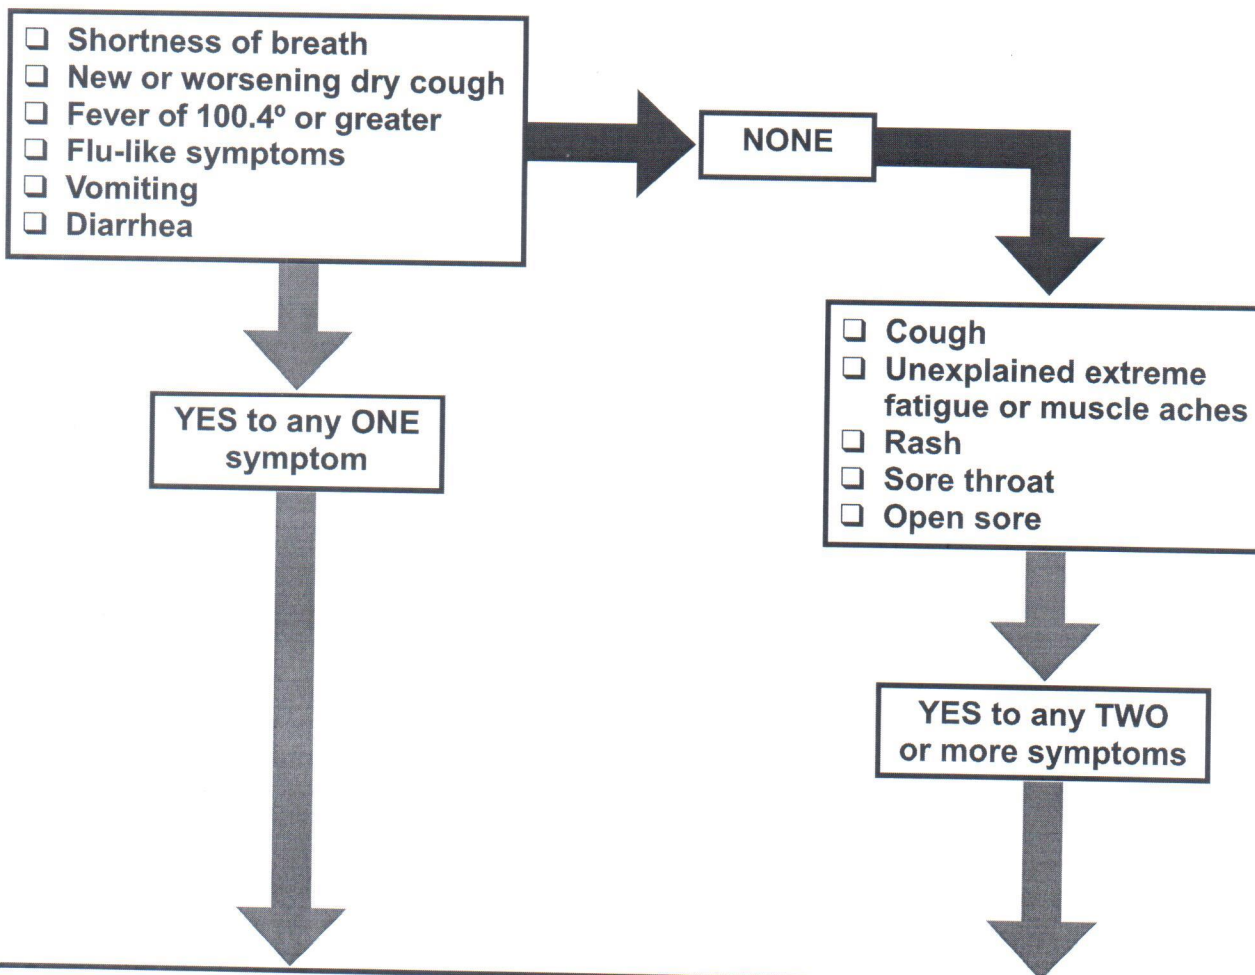 ❑ Shortness of breath
❑ New or worsening dry cough
❑ Fever of 100.4º or greater
❑ Flu-like symptoms
❑ Vomiting
❑ Diarrhea
NONE
YES to any ONE
symptom
❑ Cough
❑ Unexplained extreme
fatigue or muscle aches
❑ Rash
❑ Sore throat
❑ Open sore
YES to any TWO
or more symptoms